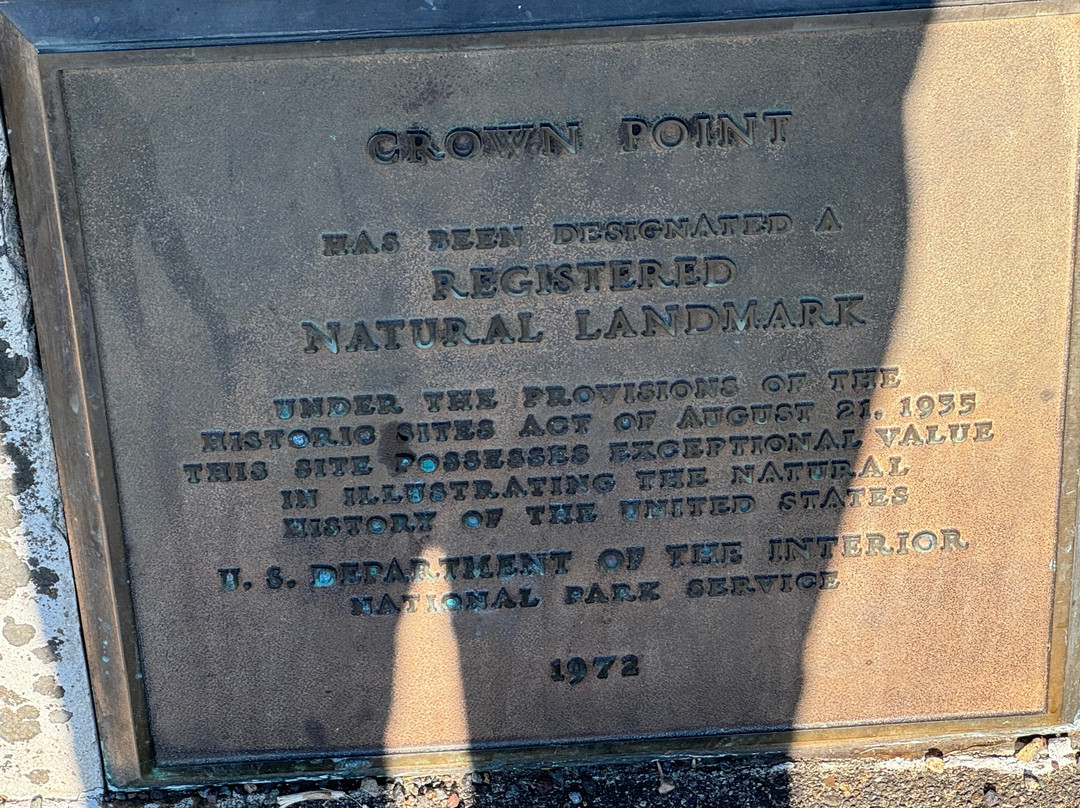 CROWN POINT
HAS BEEN DESIGNATED A
REGISTERED
NATURAL LANDMARK
UNDER THE PROVISIONS OF THE
HISTORIC SITES ACT OF AUGUST 21, 1935
THIS SITE POSSESSES EXCEPTIONAL VALUE
IN ILLUSTRATING THE NATURAL
HISTORY OF THE UNITED STATES
U. S. DEPARTMENT OF THE INTERIOR
NATIONAL PARK SERVICE
1972